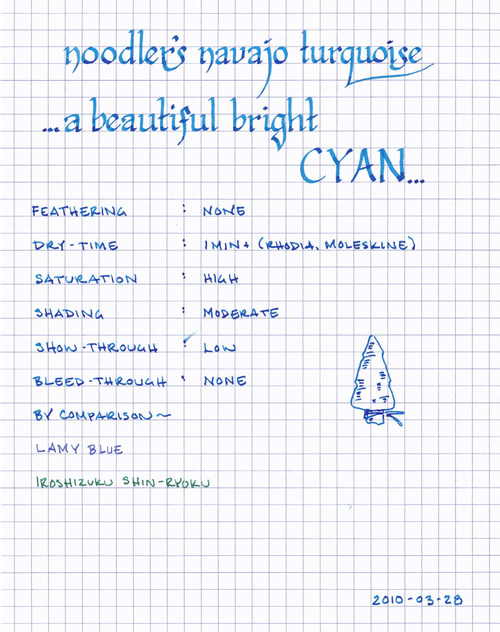 noodler's navajo turquoise
...a beautiful bright
CYAN...
FEATHERING : NONE
DRY-TIME : 1MIN+ (RHODIA, MOLESKINE)
SATURATION : HIGH
SHADING : MODERATE
SHOW-THROUGH : LOW
BLEED-THROUGH : NONE
BY COMPARISON~
LAMY BLUE
IROSHIZUKU SHIN-RYOKU
2010-03-28